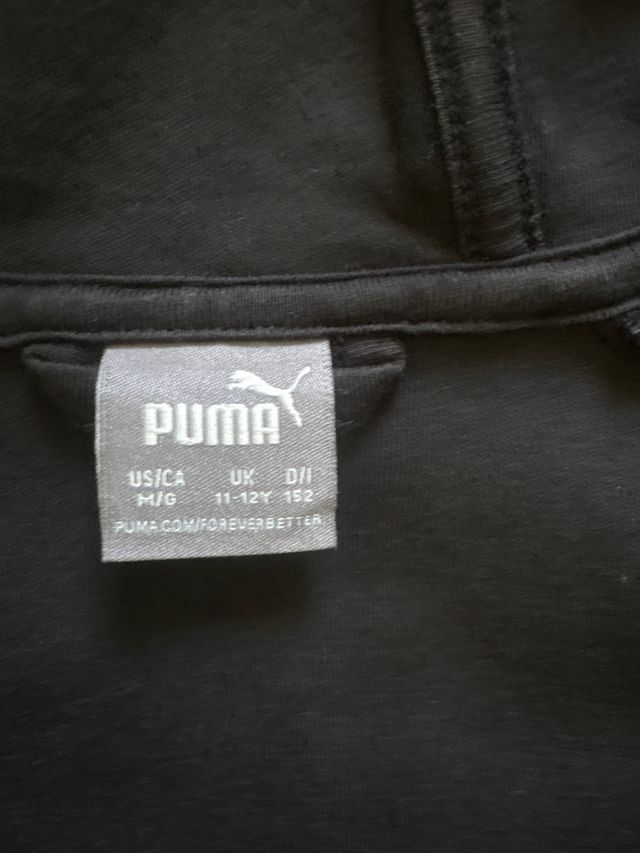 PUMA
US/CA UK D/I
M/G 11-12Y 152
PUMA.COM/FOREVERBETTER